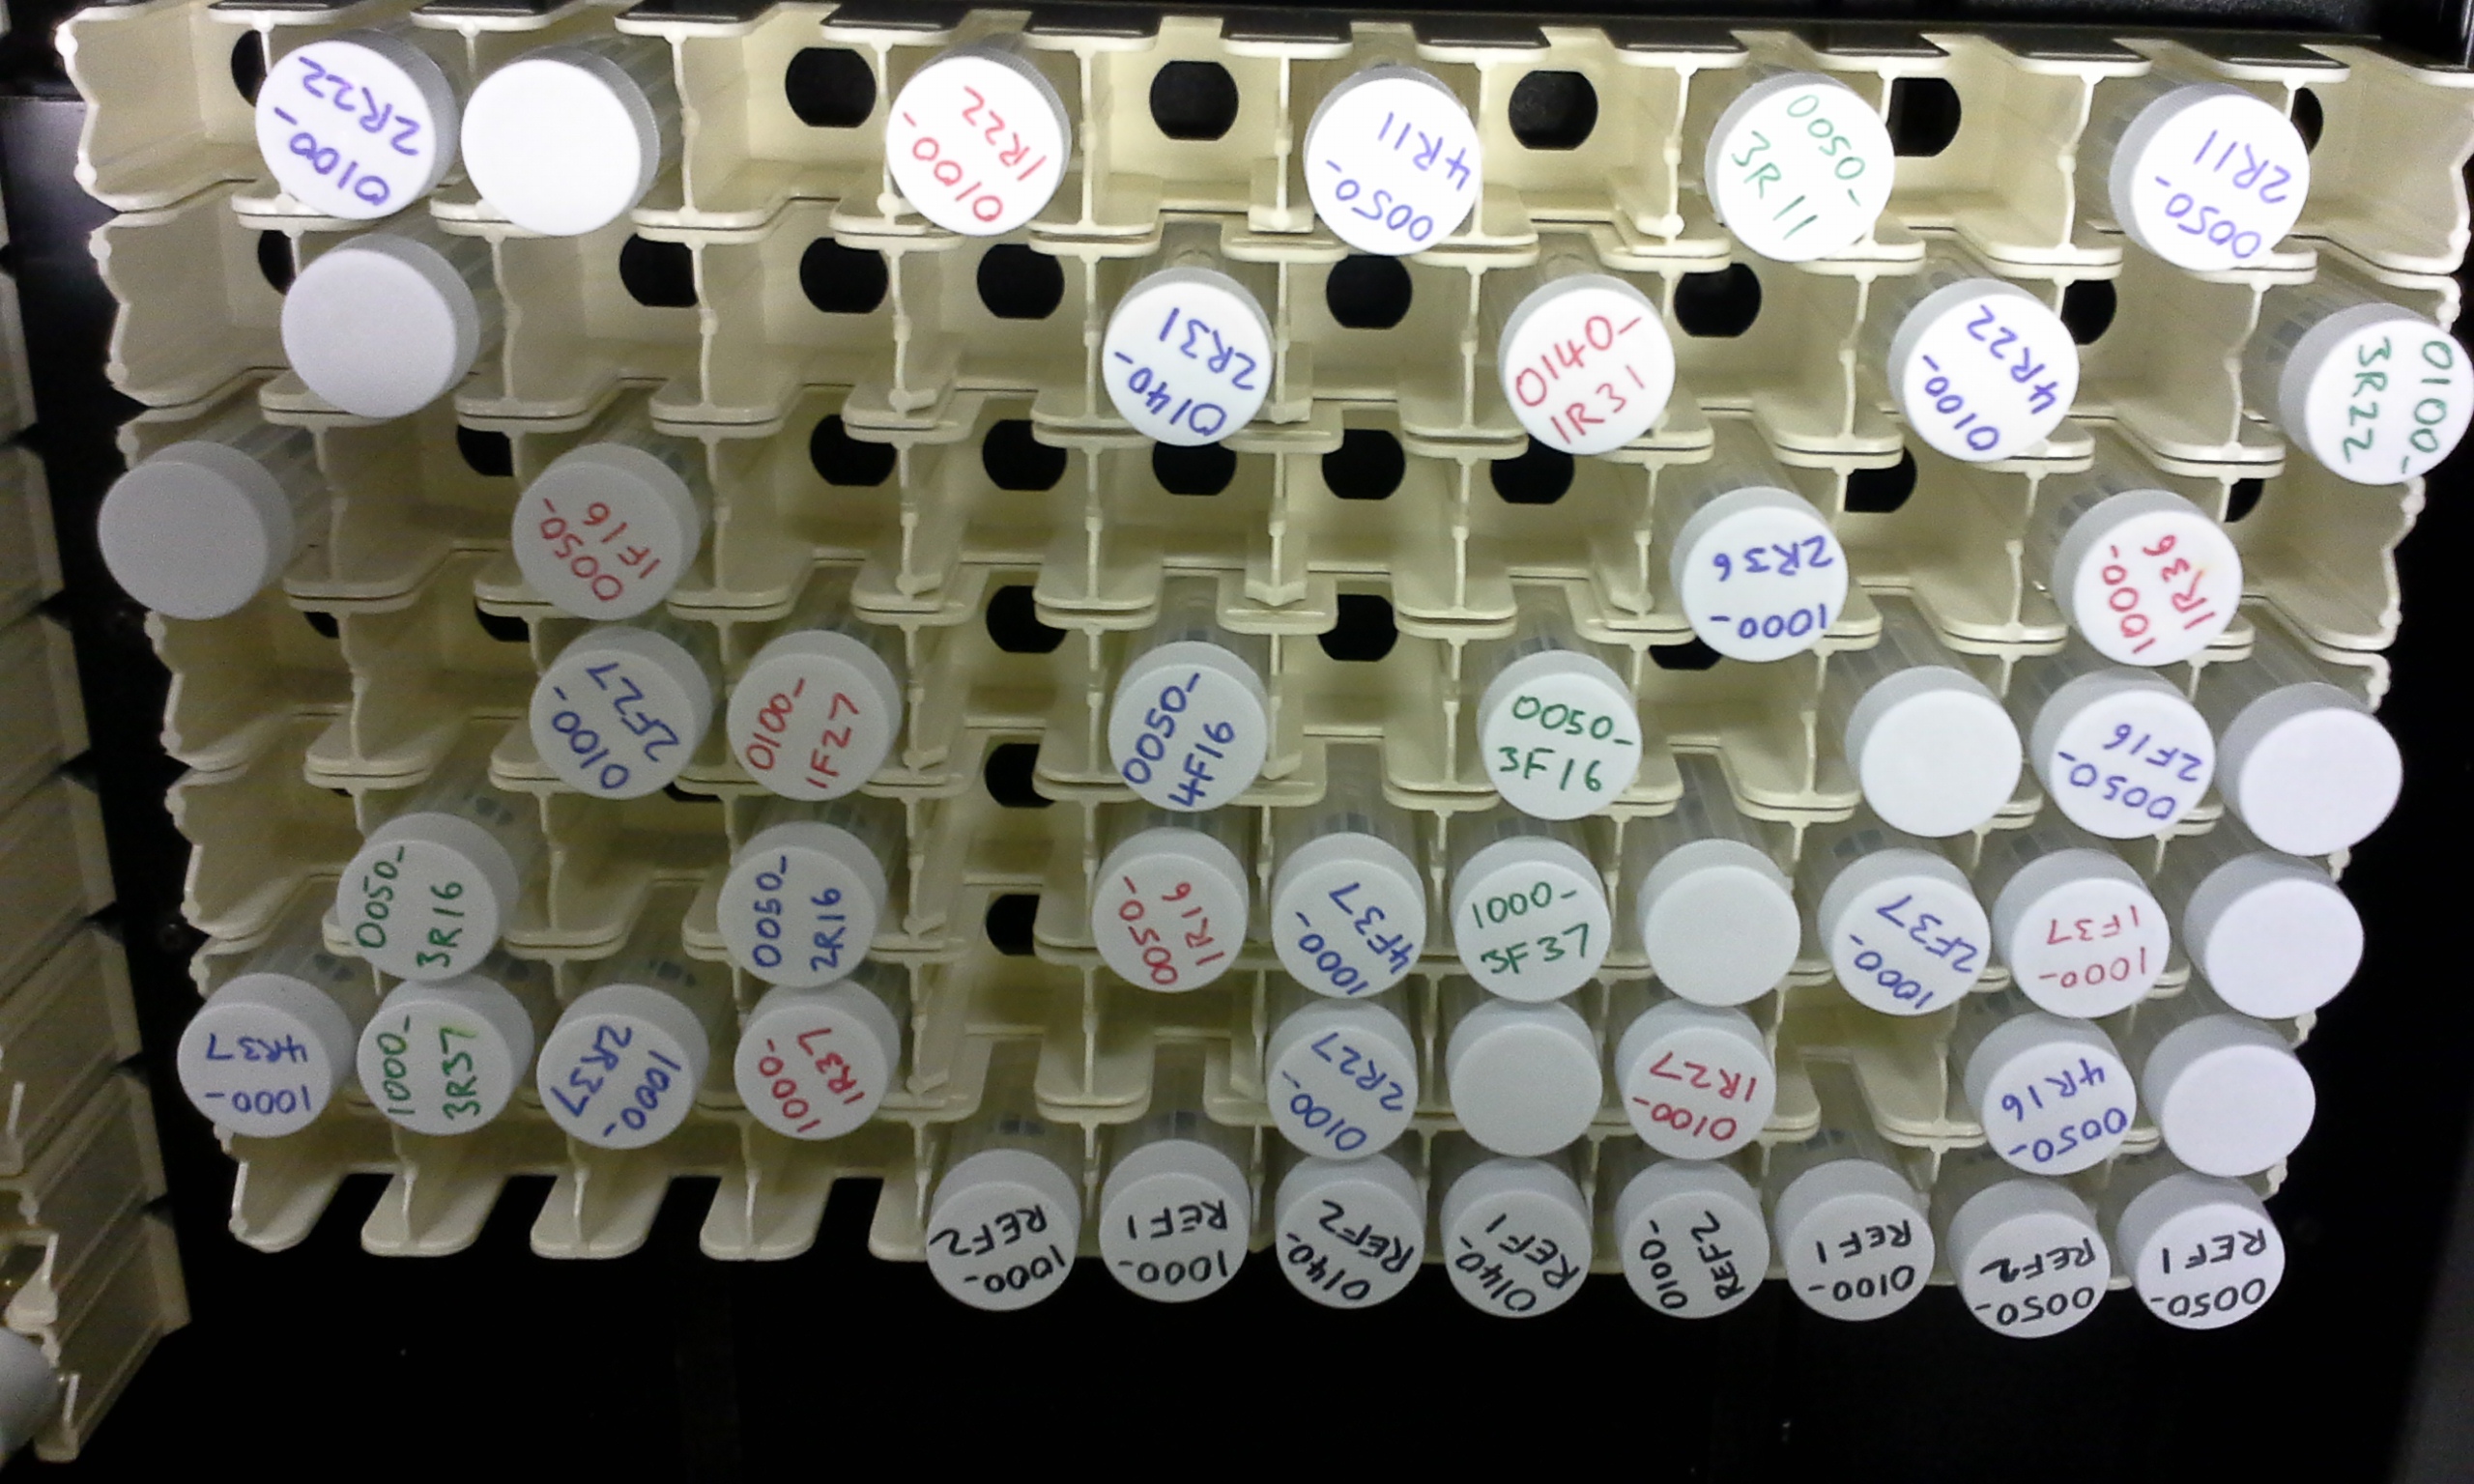 0050-
REF1
0050-
REF2
0100-
REF1
0100-
REF2
0140-
REF1
0140-
REF2
1000-
REF1
1000-
REF2
0050-
4R16
0100-
1R27
0100-
2R27
1000-
1R37
1000-
2R37
1000-
3R37
1000-
4R37
1000-
1F37
1000-
2F37
1000-
3F37
1000-
4F37
0050-
1R16
0050-
2R16
0050-
3R16
0050-
2F16
0050-
3F16
0050-
4F16
0100-
1F27
0100-
2F27
1000-
1R36
1000-
2R36
0050-
1F16
0100-
3R22
0100-
4R22
0140-
1R31
0140-
2R31
0050-
2R11
0050-
3R11
0050-
4R11
0100-
1R22
0100-
2R22